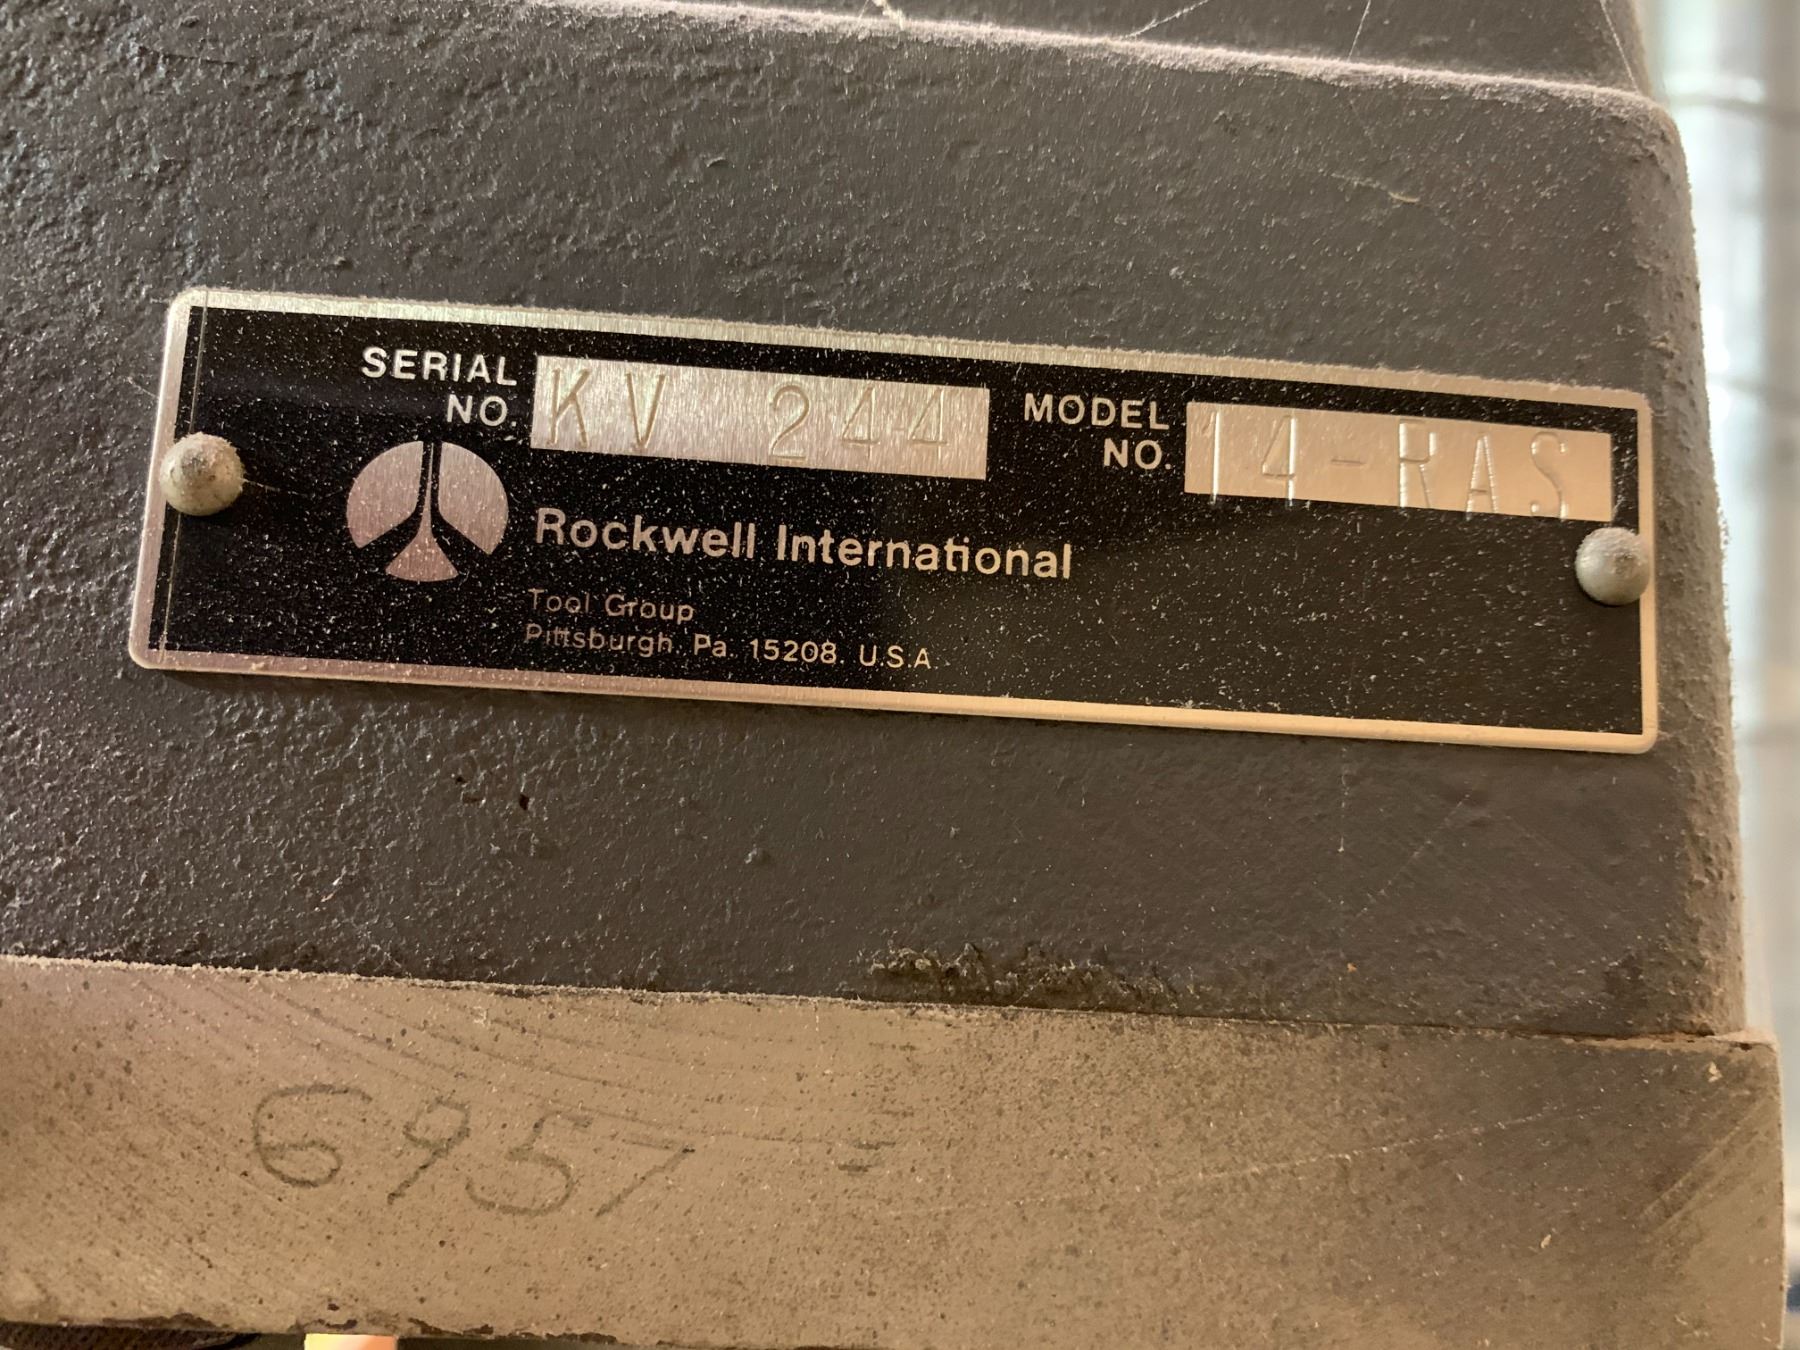 SERIAL NO. KV 244
MODEL NO. 14-RAS
Rockwell International
Tool Group
Pittsburgh, Pa. 15208, U.S.A
6957